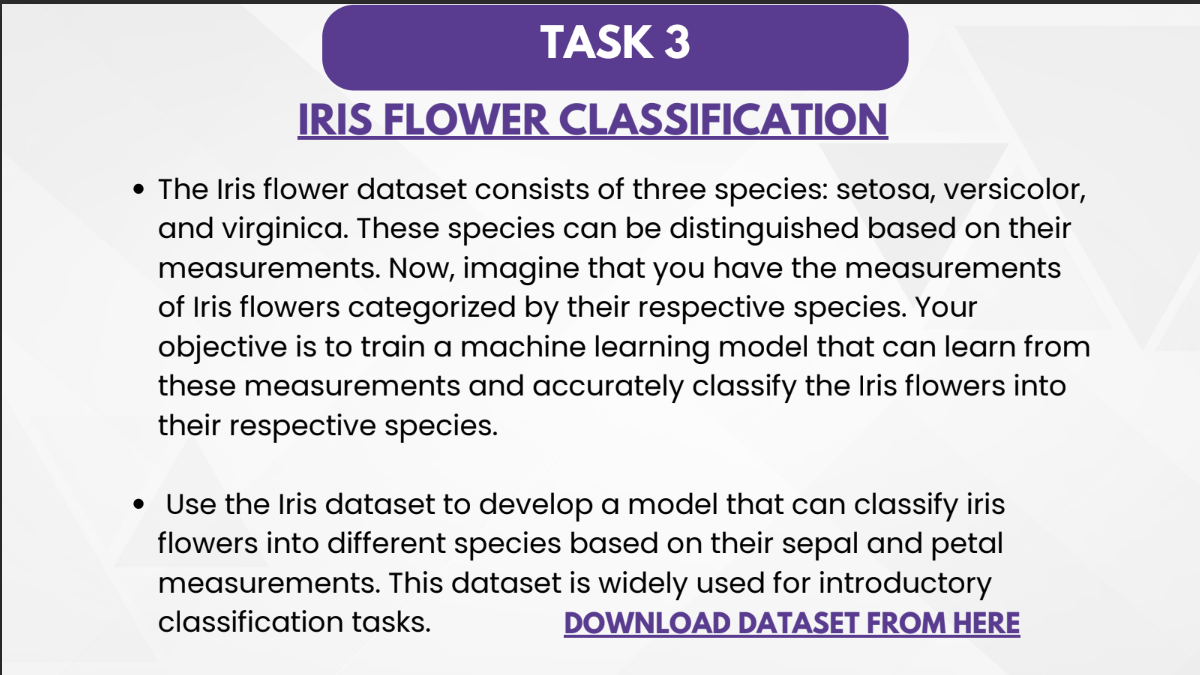 TASK 3
IRIS FLOWER CLASSIFICATION
• The Iris flower dataset consists of three species: setosa, versicolor,
and virginica. These species can be distinguished based on their
measurements. Now, imagine that you have the measurements
of Iris flowers categorized by their respective species. Your
objective is to train a machine learning model that can learn from
these measurements and accurately classify the Iris flowers into
their respective species.
• Use the Iris dataset to develop a model that can classify iris
flowers into different species based on their sepal and petal
measurements. This dataset is widely used for introductory
classification tasks. DOWNLOAD DATASET FROM HERE